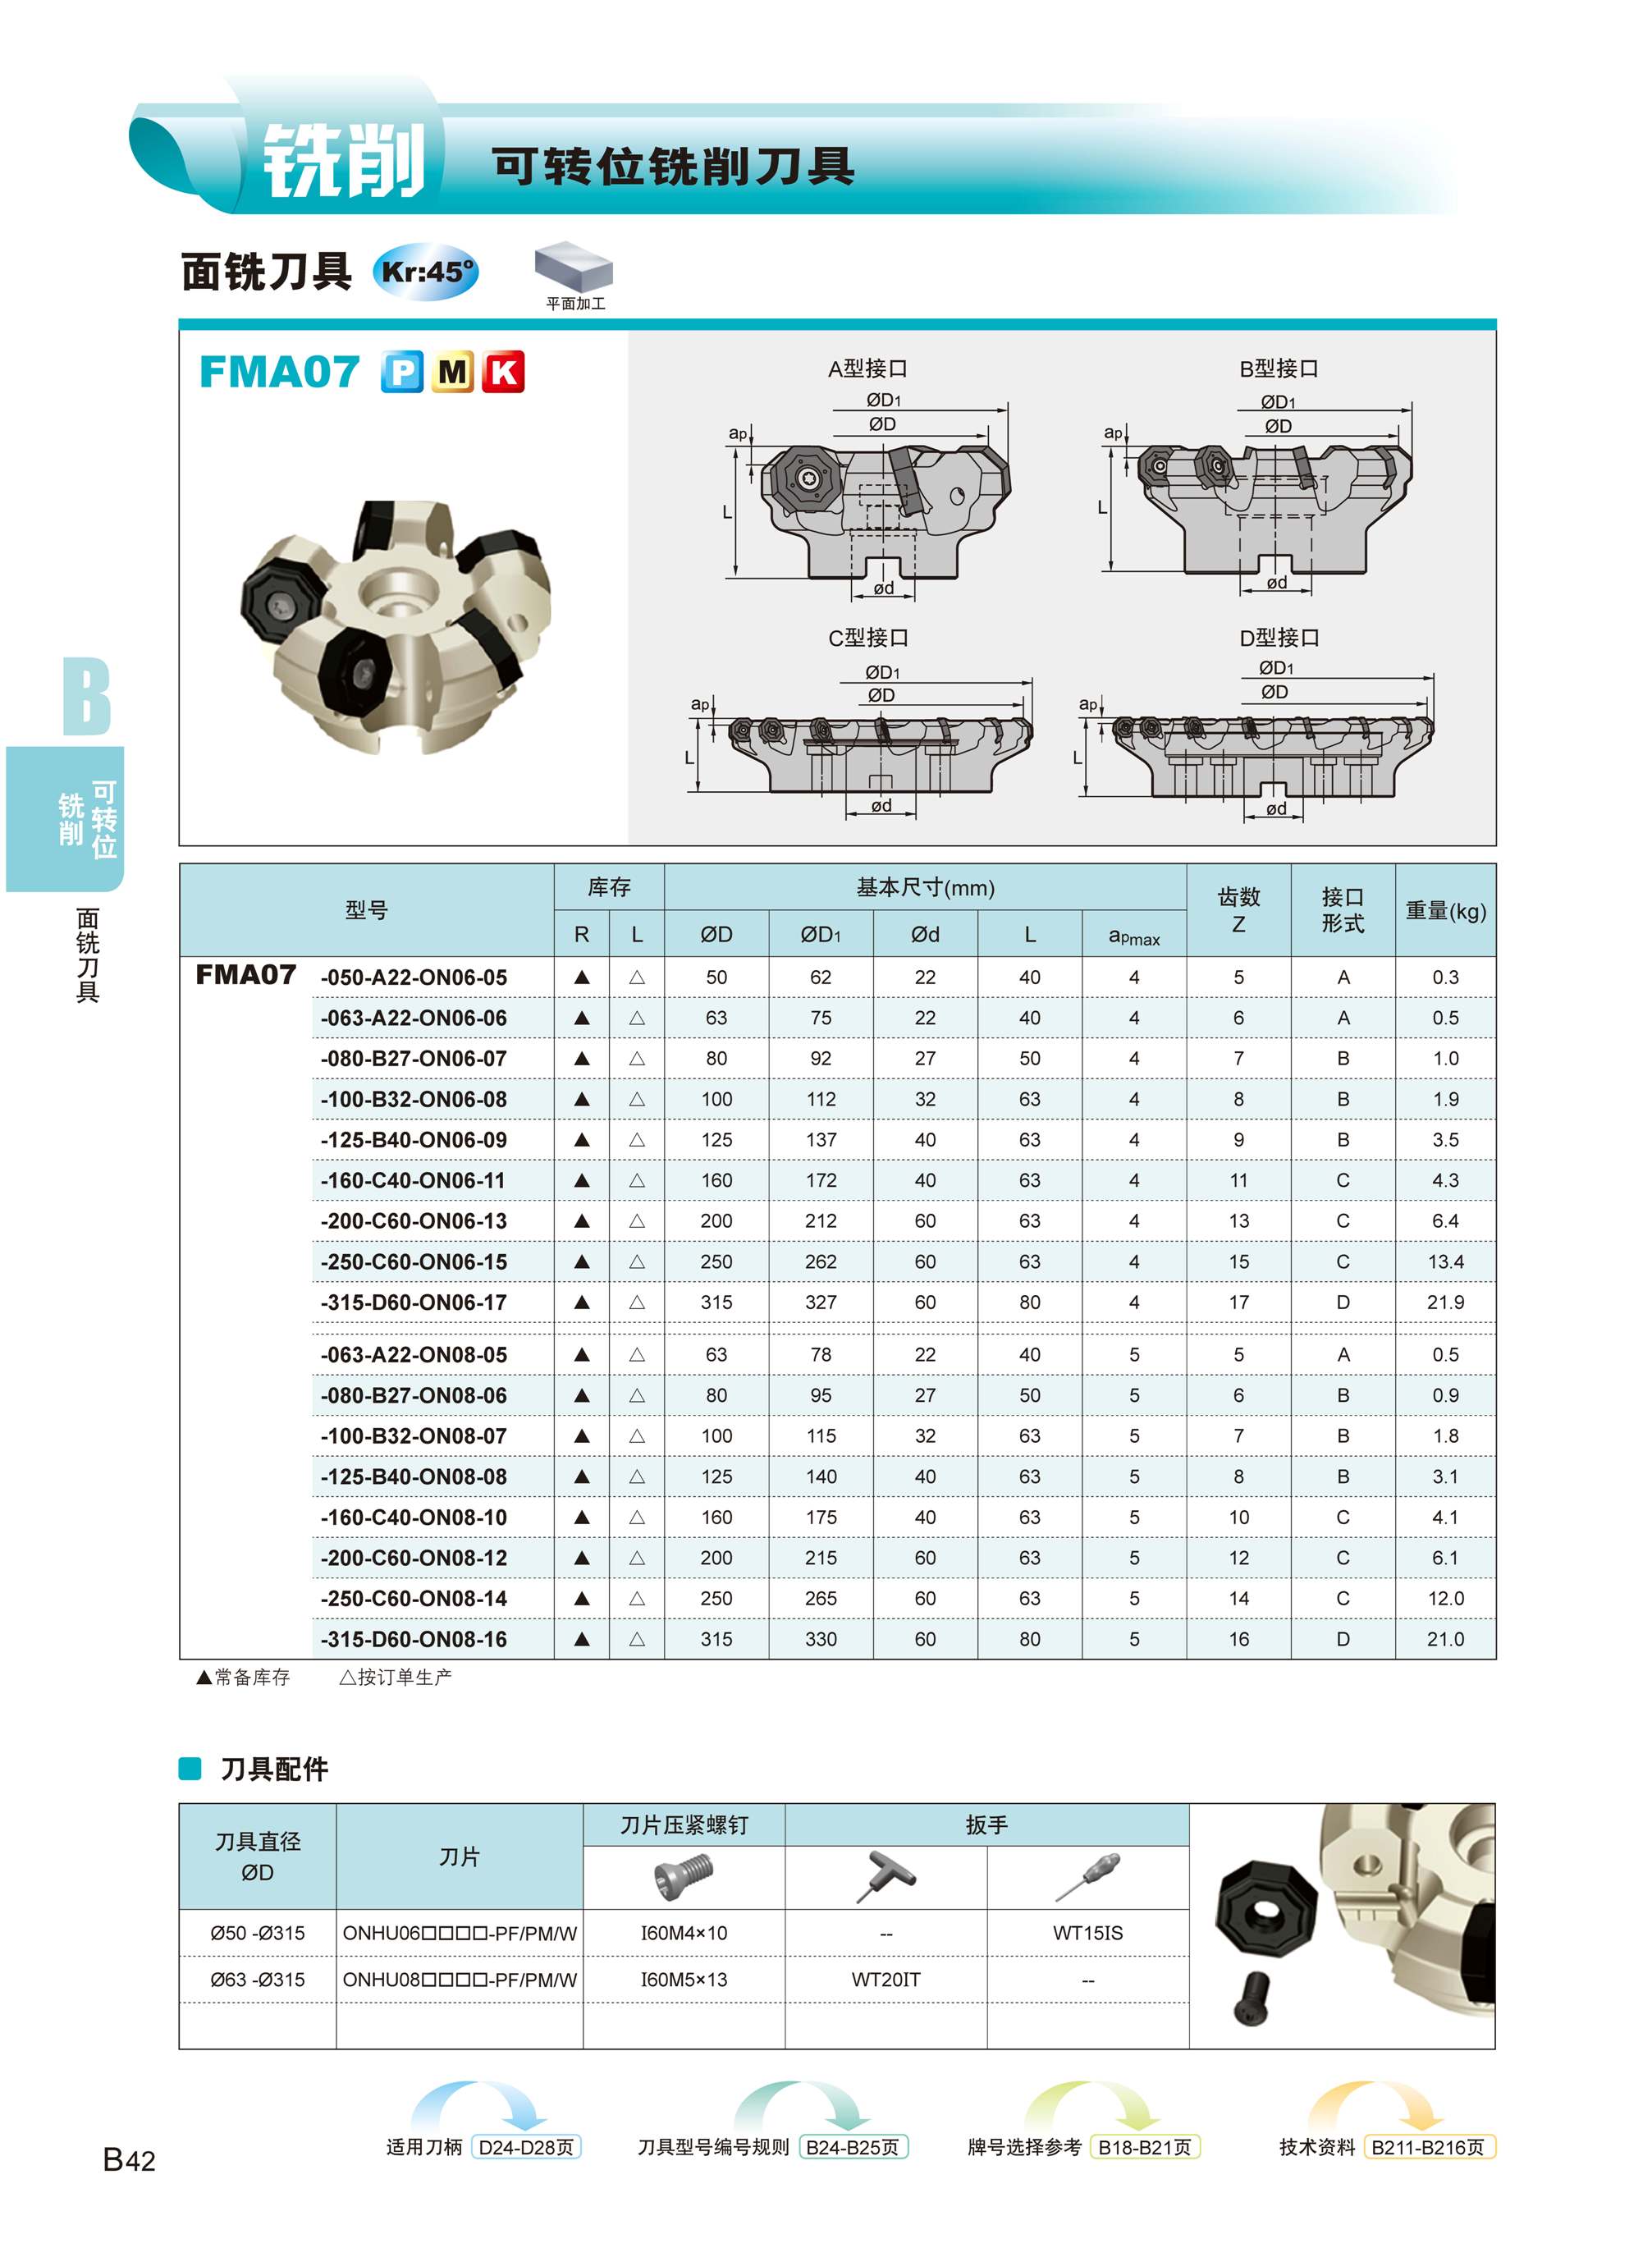 铣削 可转位铣削刀具
面铣刀具 Kr:45°
平面加工
FMA07 P M K
A型接口 B型接口
ØD1 ØD1
ØD ØD
ap ap
L L
ød ød
C型接口 D型接口
ØD1 ØD1
ØD ØD
ap ap
L L
ød ød
B
可转位
铣削
面铣刀具
型号 库存 基本尺寸(mm) 齿数 Z 接口形式 重量(kg)
R L ØD ØD1 Ød L apmax
FMA07 -050-A22-ON06-05 ▲ △ 50 62 22 40 4 5 A 0.3
-063-A22-ON06-06 ▲ △ 63 75 22 40 4 6 A 0.5
-080-B27-ON06-07 ▲ △ 80 92 27 50 4 7 B 1.0
-100-B32-ON06-08 ▲ △ 100 112 32 63 4 8 B 1.9
-125-B40-ON06-09 ▲ △ 125 137 40 63 4 9 B 3.5
-160-C40-ON06-11 ▲ △ 160 172 40 63 4 11 C 4.3
-200-C60-ON06-13 ▲ △ 200 212 60 63 4 13 C 6.4
-250-C60-ON06-15 ▲ △ 250 262 60 63 4 15 C 13.4
-315-D60-ON06-17 ▲ △ 315 327 60 80 4 17 D 21.9
-063-A22-ON08-05 ▲ △ 63 78 22 40 5 5 A 0.5
-080-B27-ON08-06 ▲ △ 80 95 27 50 5 6 B 0.9
-100-B32-ON08-07 ▲ △ 100 115 32 63 5 7 B 1.8
-125-B40-ON08-08 ▲ △ 125 140 40 63 5 8 B 3.1
-160-C40-ON08-10 ▲ △ 160 175 40 63 5 10 C 4.1
-200-C60-ON08-12 ▲ △ 200 215 60 63 5 12 C 6.1
-250-C60-ON08-14 ▲ △ 250 265 60 63 5 14 C 12.0
-315-D60-ON08-16 ▲ △ 315 330 60 80 5 16 D 21.0
▲常备库存 △按订单生产
刀具配件
刀具直径 ØD 刀片 刀片压紧螺钉 扳手
Ø50 -Ø315 ONHU06□□□□-PF/PM/W I60M4×10 -- WT15IS
Ø63 -Ø315 ONHU08□□□□-PF/PM/W I60M5×13 WT20IT --
适用刀柄 D24-D28页 刀具型号编号规则 B24-B25页 牌号选择参考 B18-B21页 技术资料 B211-B216页
B42